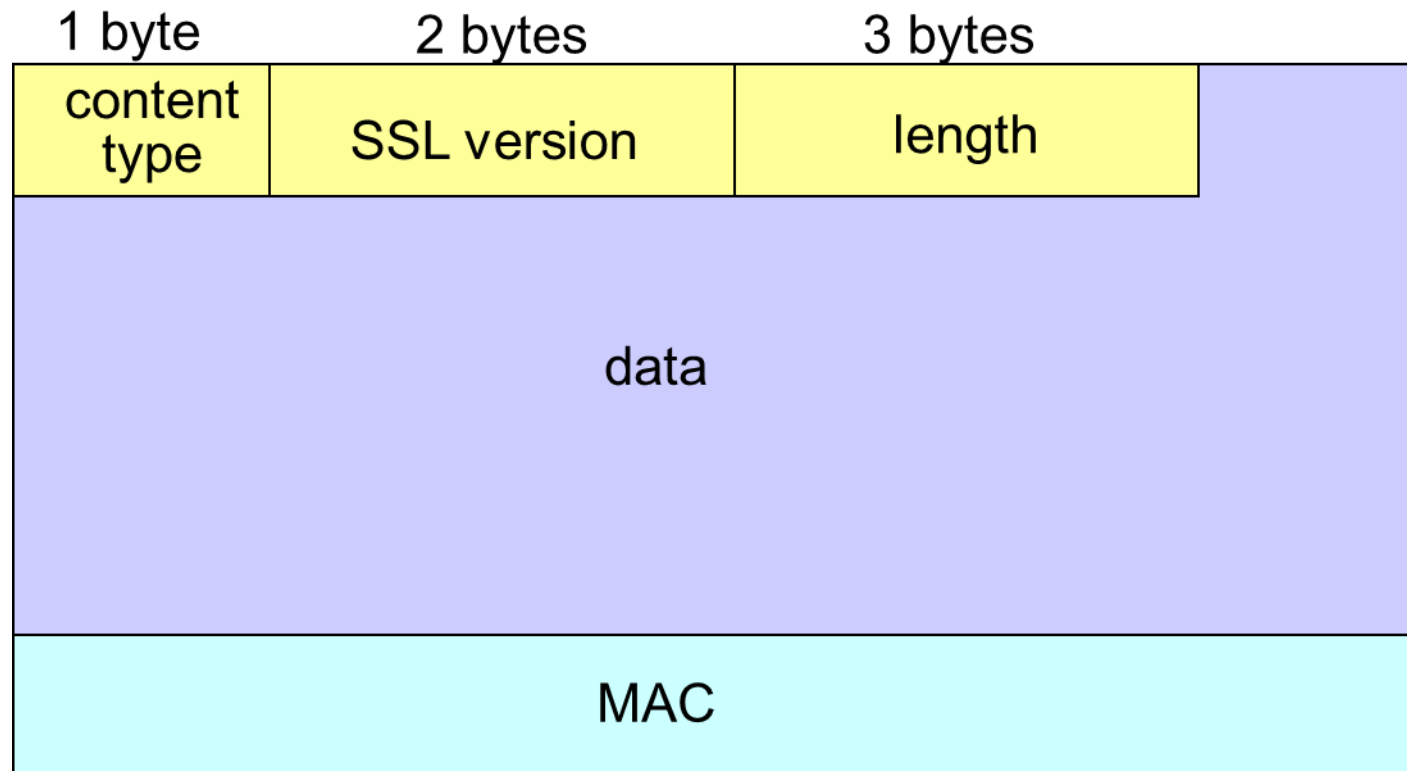 1 byte 2 bytes 3 bytes
content
type
SSL version
length
data
MAC